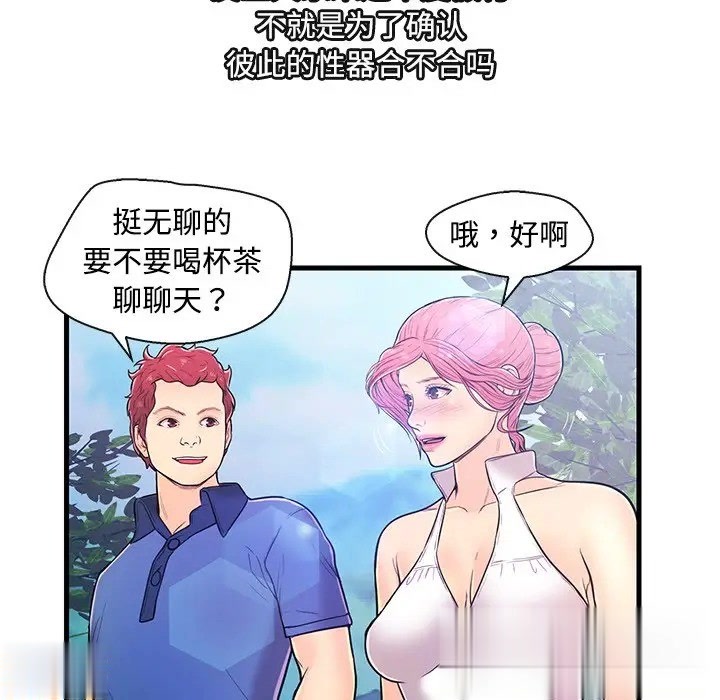 不就是为了确认
彼此的性器合不合吗
挺无聊的
要不要喝杯茶
聊聊天？
哦，好啊